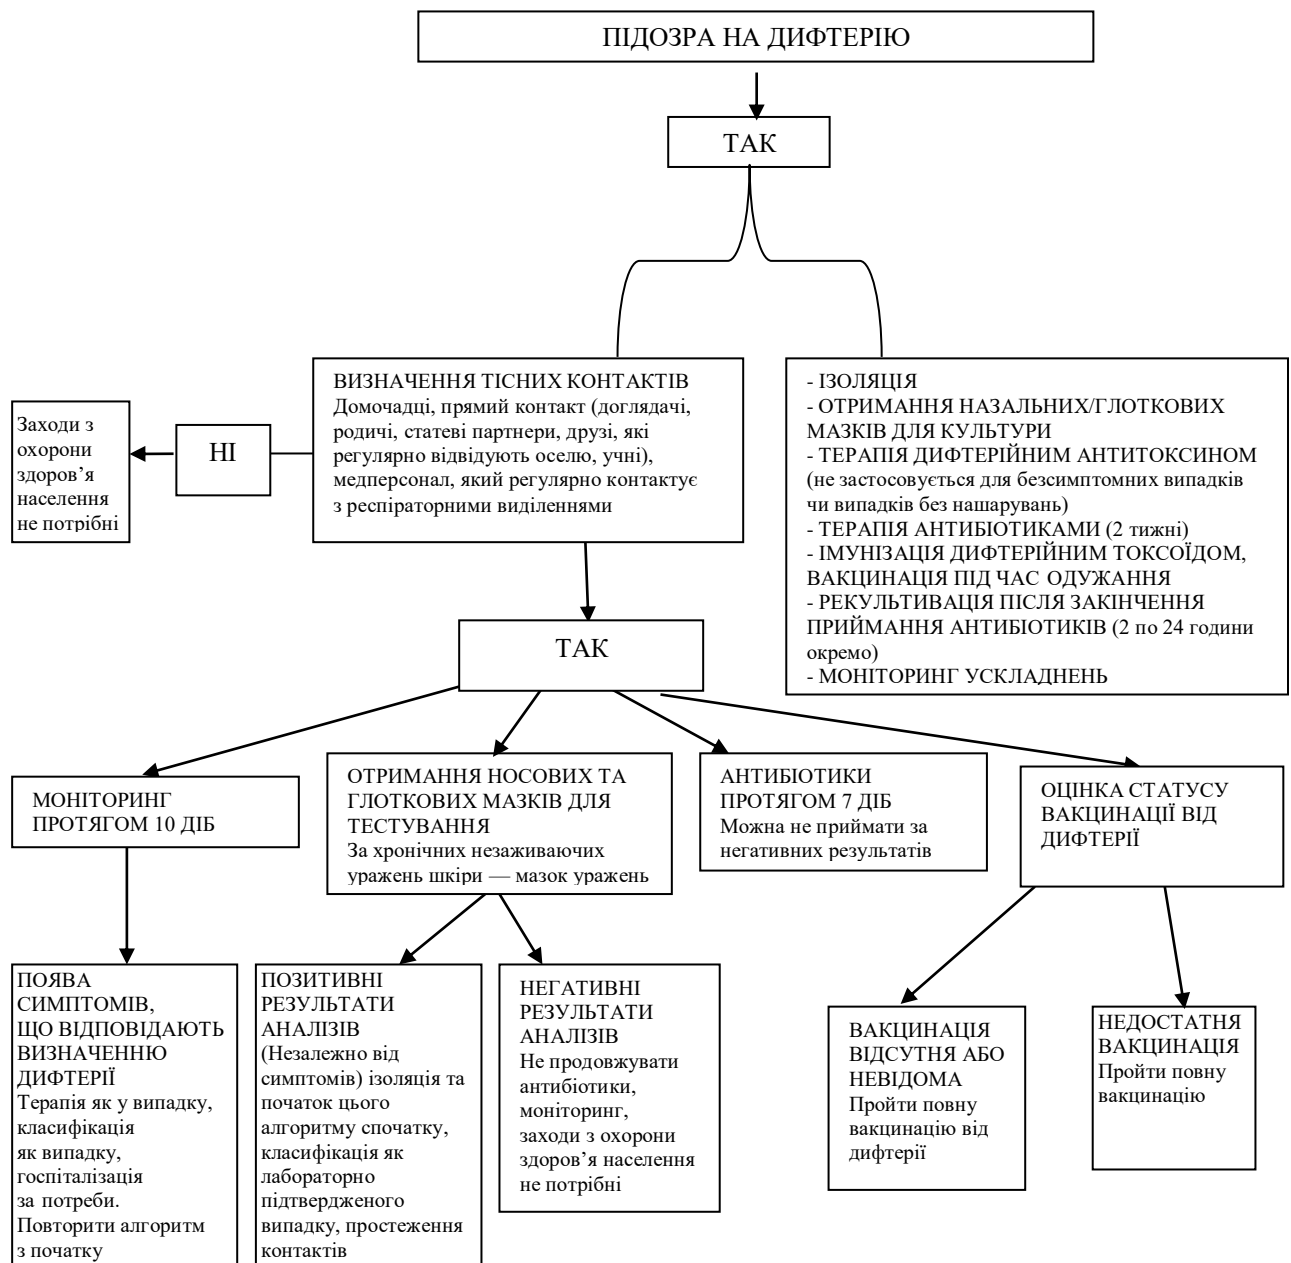 ПІДОЗРА НА ДИФТЕРІЮ
ТАК
ВИЗНАЧЕННЯ ТІСНИХ КОНТАКТІВ
Домочадці, прямий контакт (доглядачі,
родичі, статеві партнери, друзі, які
регулярно відвідують оселю, учні),
медперсонал, який регулярно контактує
з респіраторними виділеннями
НІ
Заходи з
охорони
здоров’я
населення
не потрібні
- ІЗОЛЯЦІЯ
- ОТРИМАННЯ НАЗАЛЬНИХ/ГЛОТКОВИХ
МАЗКІВ ДЛЯ КУЛЬТУРИ
- ТЕРАПІЯ ДИФТЕРІЙНИМ АНТИТОКСИНОМ
(не застосовується для безсимптомних випадків
чи випадків без нашарувань)
- ТЕРАПІЯ АНТИБІОТИКАМИ (2 тижні)
- ІМУНІЗАЦІЯ ДИФТЕРІЙНИМ ТОКСОЇДОМ,
ВАКЦИНАЦІЯ ПІД ЧАС ОДУЖАННЯ
- РЕКУЛЬТИВАЦІЯ ПІСЛЯ ЗАКІНЧЕННЯ
ПРИЙМАННЯ АНТИБІОТИКІВ (2 по 24 години
окремо)
- МОНІТОРИНГ УСКЛАДНЕНЬ
ТАК
МОНІТОРИНГ
ПРОТЯГОМ 10 ДІБ
ОТРИМАННЯ НОСОВИХ ТА
ГЛОТКОВИХ МАЗКІВ ДЛЯ
ТЕСТУВАННЯ
За хронічних незаживаючих
уражень шкіри — мазок уражень
АНТИБІОТИКИ
ПРОТЯГОМ 7 ДІБ
Можна не приймати за
негативних результатів
ОЦІНКА СТАТУСУ
ВАКЦИНАЦІЇ ВІД
ДИФТЕРІЇ
ПОЯВА
СИМПТОМІВ,
ЩО ВІДПОВІДАЮТЬ
ВИЗНАЧЕННЮ
ДИФТЕРІЇ
Терапія як у випадку,
класифікація
як випадку,
госпіталізація
за потреби.
Повторити алгоритм
з початку
ПОЗИТИВНІ
РЕЗУЛЬТАТИ
АНАЛІЗІВ
(Незалежно від
симптомів) ізоляція та
початок цього
алгоритму спочатку,
класифікація як
лабораторно
підтвердженого
випадку, простеження
контактів
НЕГАТИВНІ
РЕЗУЛЬТАТИ
АНАЛІЗІВ
Не продовжувати
антибіотики,
моніторинг,
заходи з охорони
здоров’я населення
не потрібні
ВАКЦИНАЦІЯ
ВІДСУТНЯ АБО
НЕВІДОМА
Пройти повну
вакцинацію від
дифтерії
НЕДОСТАТНЯ
ВАКЦИНАЦІЯ
Пройти повну
вакцинацію